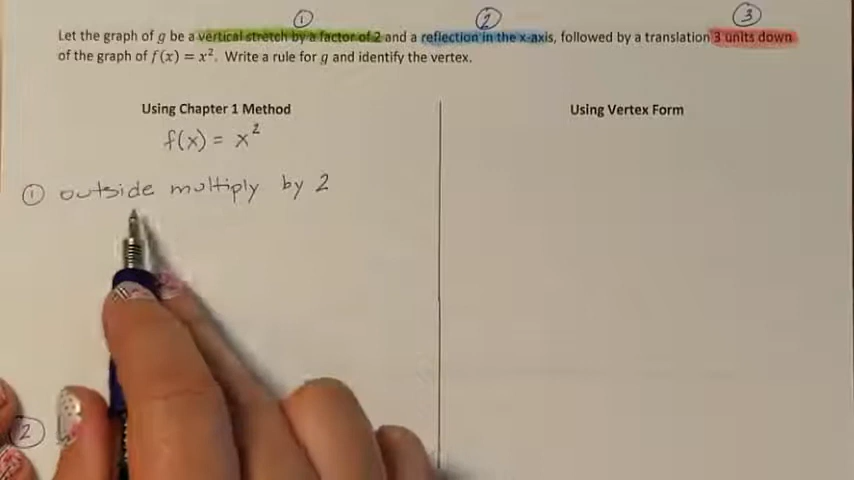 ① ② ③
Let the graph of g be a vertical stretch by a factor of 2 and a reflection in the x-axis, followed by a translation 3 units down
of the graph of f(x) = x². Write a rule for g and identify the vertex.
Using Chapter 1 Method
Using Vertex Form
f(x) = x²
① outside multiply by 2
②